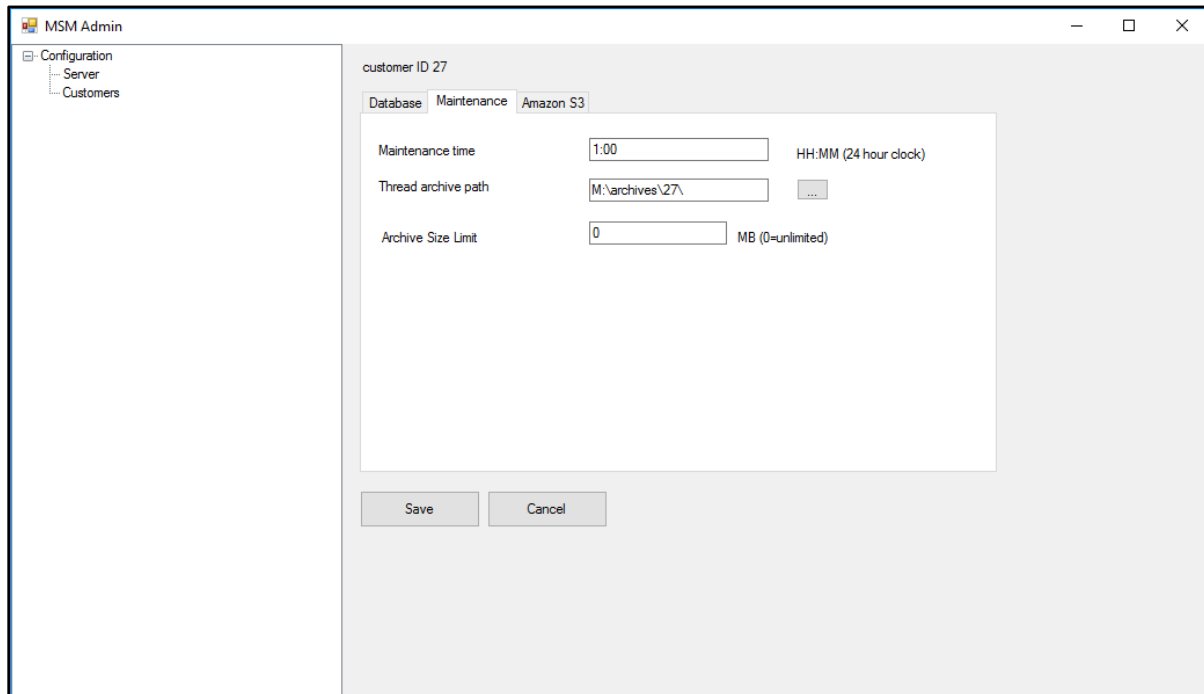 MSM Admin
Configuration
Server
Customers
customer ID 27
Database Maintenance Amazon S3
Maintenance time 1:00 HH:MM (24 hour clock)
Thread archive path M:\archives\27\ ...
Archive Size Limit 0 MB (0=unlimited)
Save Cancel